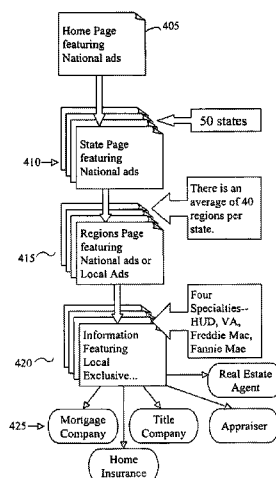 Home Page
featuring
National ads
405
50 states
State Page
featuring
National ads
410
There is an
average of 40
regions per
state.
Regions Page
featuring
National ads or
Local Ads
415
Four
Specialties--
HUD, VA,
Freddie Mac,
Fannie Mae
Information
Featuring
Local
Exclusive...
420
Real Estate
Agent
425
Mortgage
Company
Title
Company
Appraiser
Home
Insurance